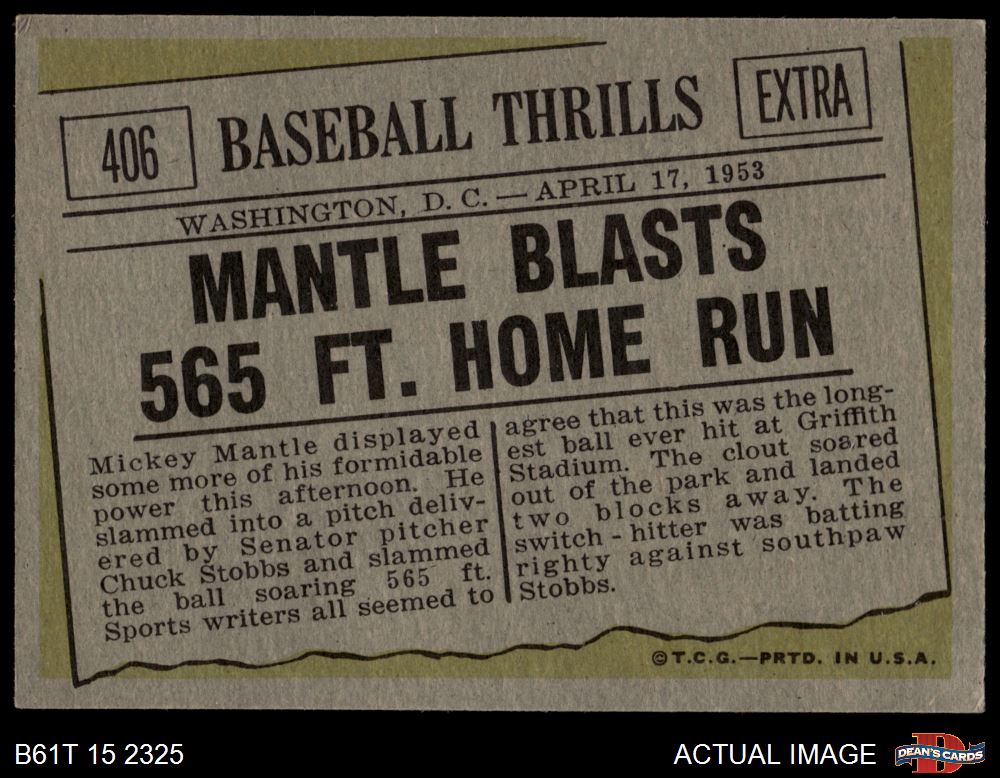 406
BASEBALL THRILLS
EXTRA
WASHINGTON, D. C. — APRIL 17, 1953
MANTLE BLASTS
565 FT. HOME RUN
Mickey Mantle displayed
some more of his formidable
power this afternoon. He
slammed into a pitch deliv-
ered by Senator pitcher
Chuck Stobbs and slammed
the ball soaring 565 ft.
Sports writers all seemed to
agree that this was the long-
est ball ever hit at Griffith
Stadium. The clout soared
out of the park and landed
two blocks away. The
switch - hitter was batting
righty against southpaw
Stobbs.
©T.C.G.—PRTD. IN U.S.A.
B61T 15 2325
ACTUAL IMAGE
DEAN'S CARDS